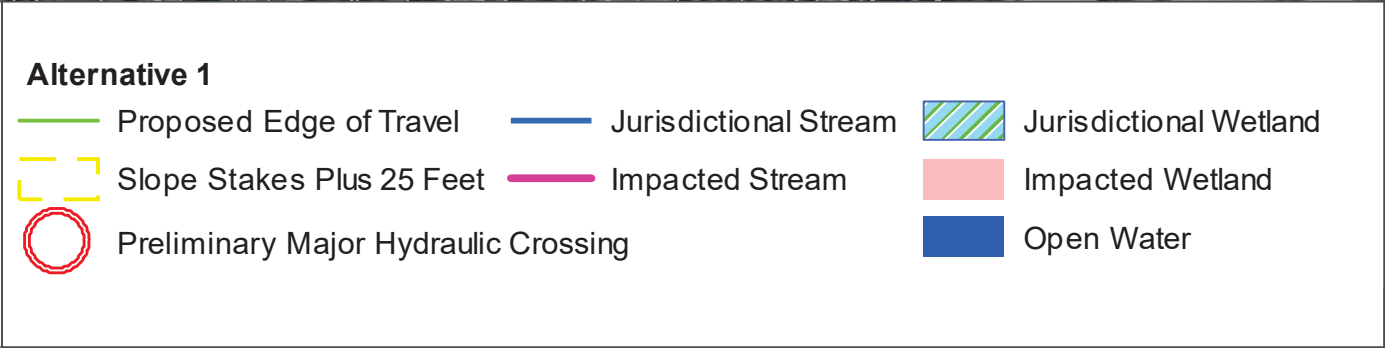 Alternative 1
Proposed Edge of Travel
Slope Stakes Plus 25 Feet
Preliminary Major Hydraulic Crossing
Jurisdictional Stream
Impacted Stream
Jurisdictional Wetland
Impacted Wetland
Open Water